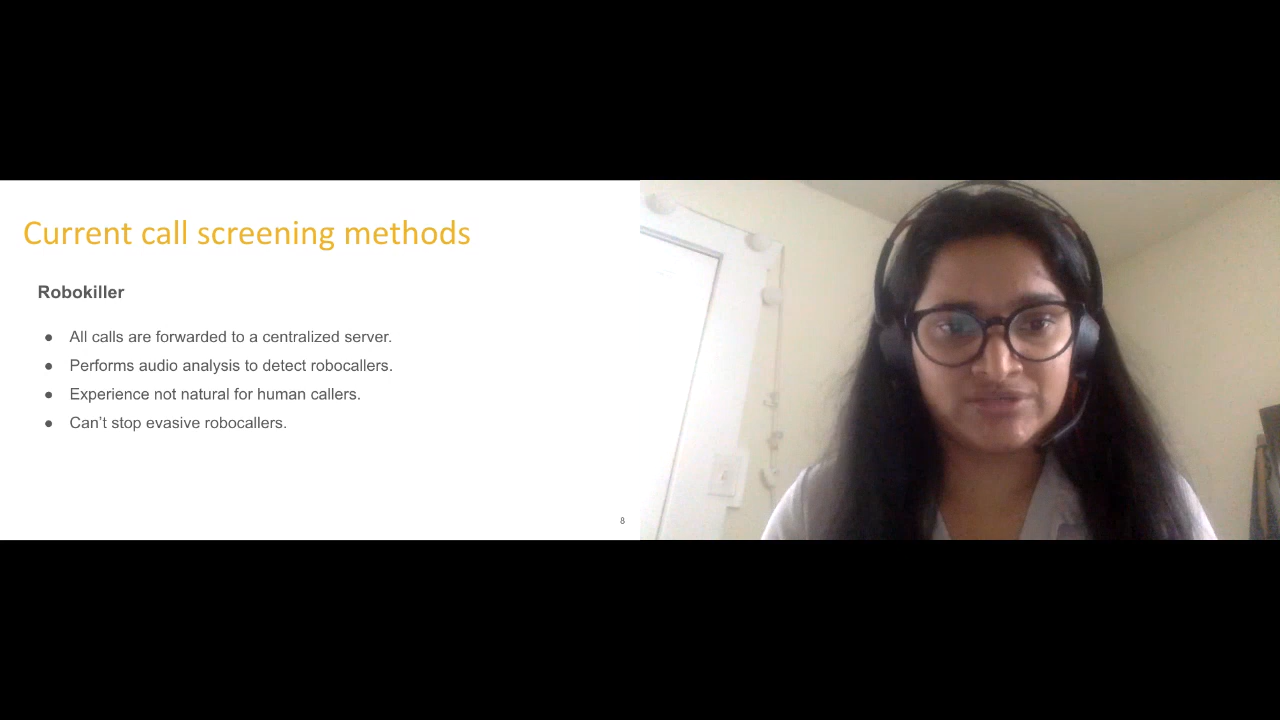 Current call screening methods
Robokiller
● All calls are forwarded to a centralized server.
● Performs audio analysis to detect robocallers.
● Experience not natural for human callers.
● Can’t stop evasive robocallers.
8